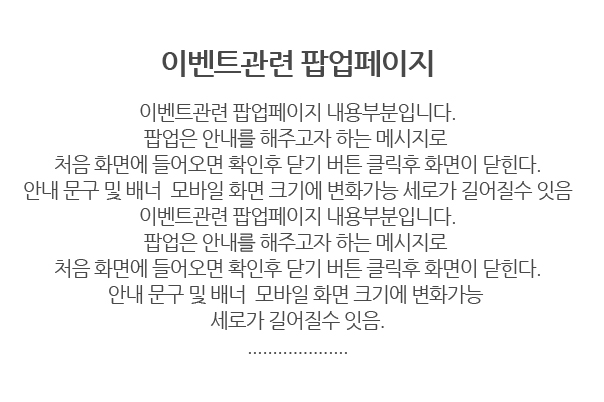 이벤트관련 팝업페이지
이벤트관련 팝업페이지 내용부분입니다.
팝업은 안내를 해주고자 하는 메시지로
처음 화면에 들어오면 확인후 닫기 버튼 클릭후 화면이 닫힌다.
안내 문구 및 배너  모바일 화면 크기에 변화가능 세로가 길어질수 잇음
이벤트관련 팝업페이지 내용부분입니다.
팝업은 안내를 해주고자 하는 메시지로
처음 화면에 들어오면 확인후 닫기 버튼 클릭후 화면이 닫힌다.
안내 문구 및 배너  모바일 화면 크기에 변화가능
세로가 길어질수 잇음.
....................